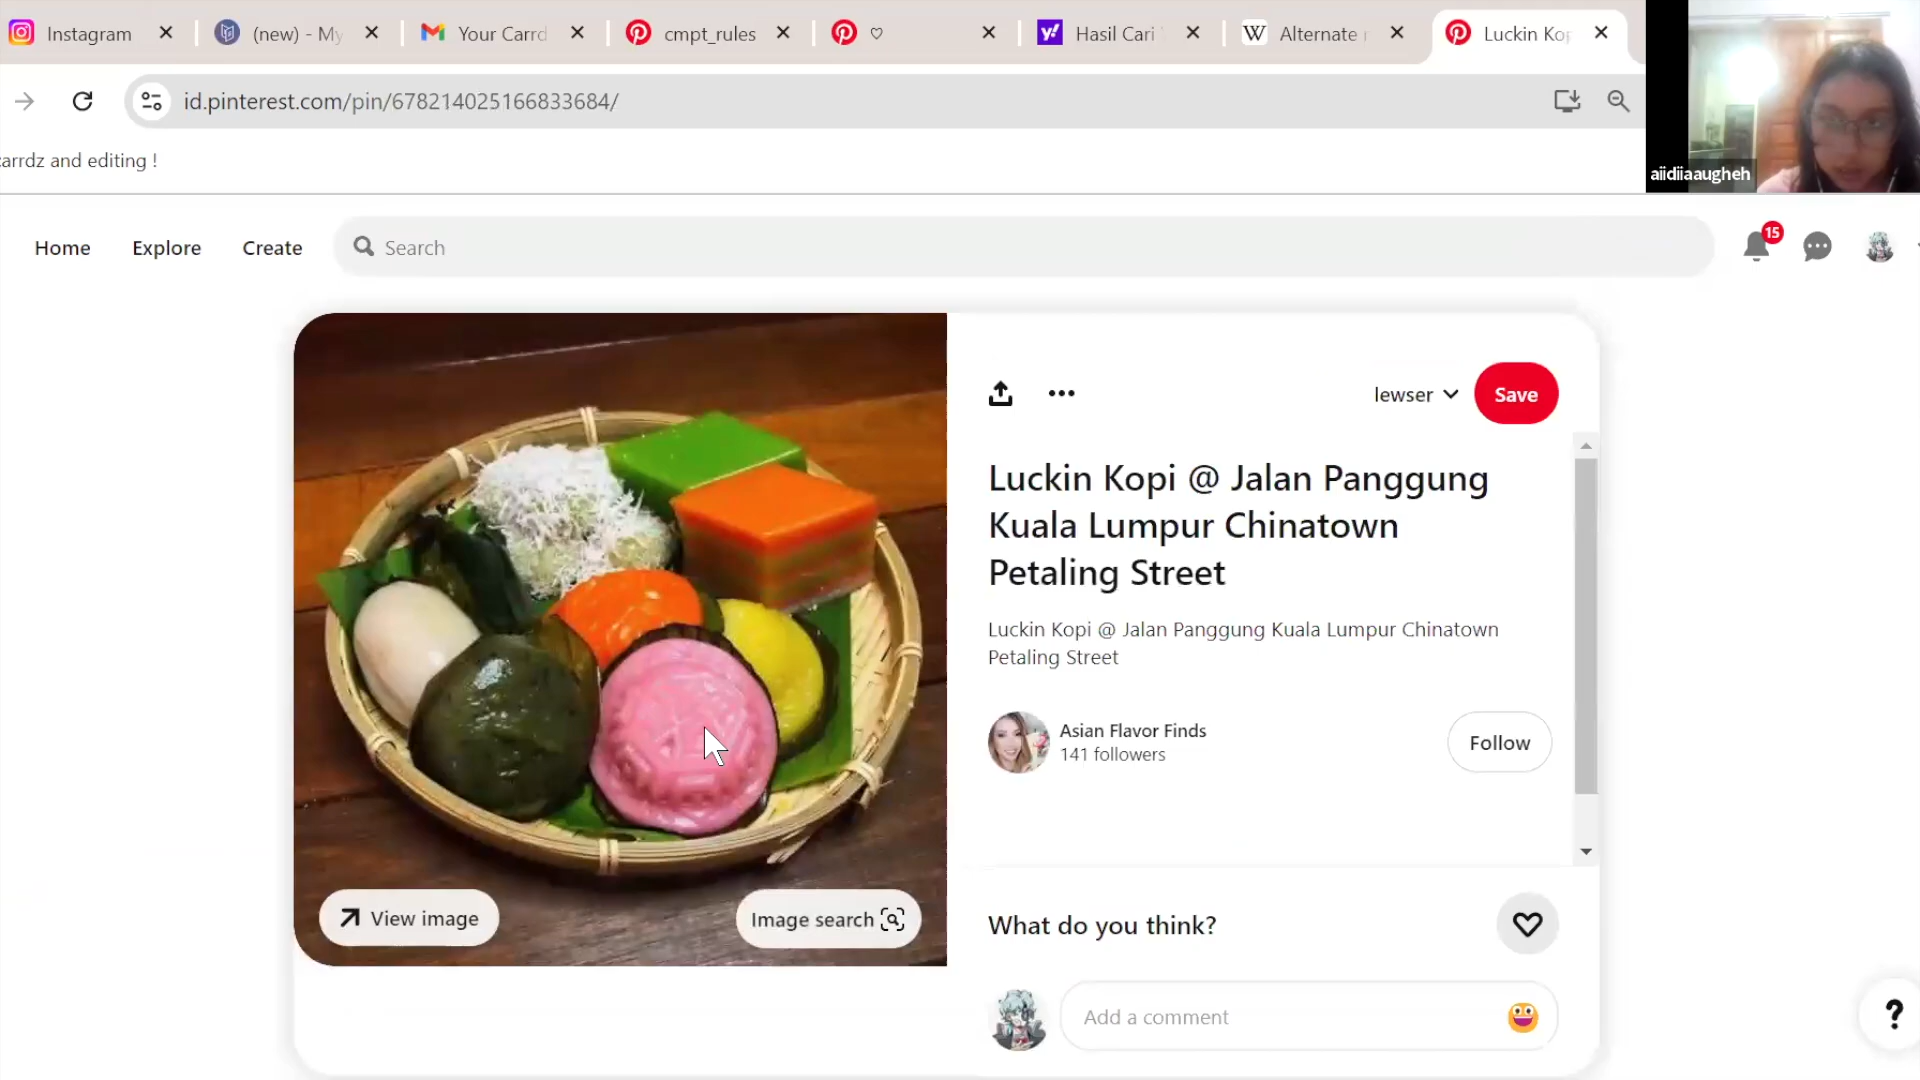 Instagram
(new) - My
Your Carrd
cmpt_rules
♡
Hasil Cari
Alternate
Luckin Kop
id.pinterest.com/pin/678214025166833684/
carrdz and editing !
aiidiiaaugheh
Home
Explore
Create
Search
15
lewser
Save
Luckin Kopi @ Jalan Panggung
Kuala Lumpur Chinatown
Petaling Street
Luckin Kopi @ Jalan Panggung Kuala Lumpur Chinatown
Petaling Street
Asian Flavor Finds
141 followers
Follow
View image
Image search
What do you think?
Add a comment
?